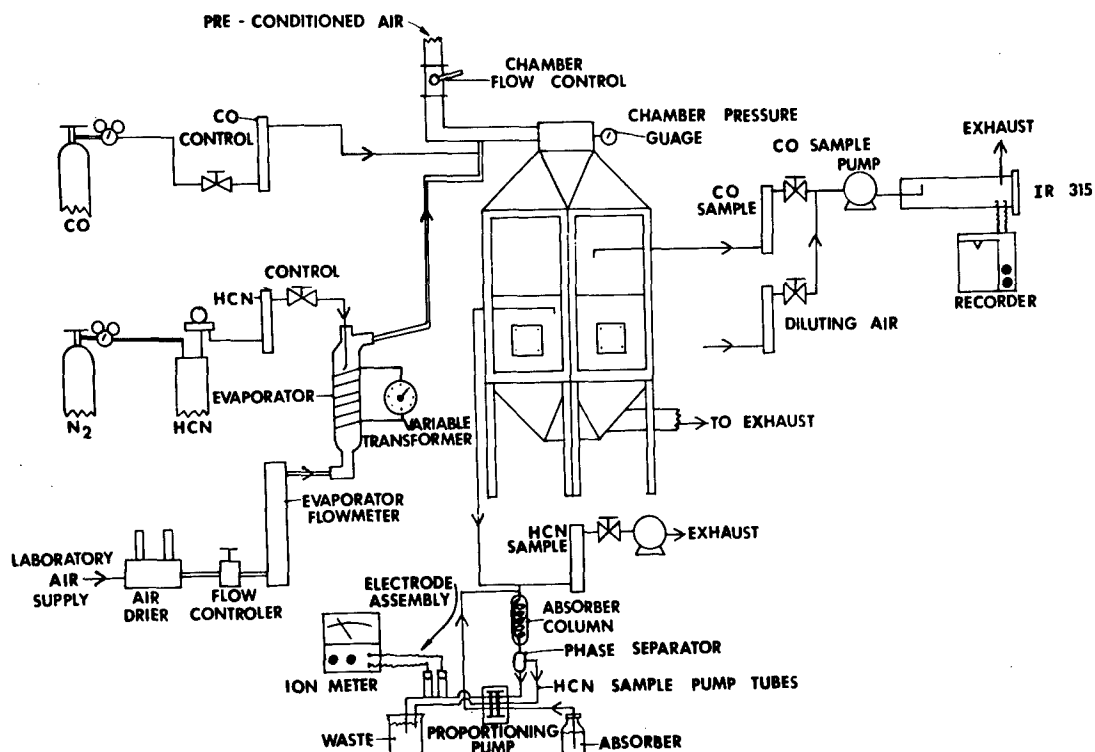 PRE - CONDITIONED AIR
CHAMBER
FLOW CONTROL
CO
CONTROL
CHAMBER PRESSURE
GUAGE
EXHAUST
CO SAMPLE
PUMP
CO
SAMPLE
IR 315
CO
CONTROL
HCN
RECORDER
DILUTING AIR
EVAPORATOR
VARIABLE
TRANSFORMER
N2
HCN
TO EXHAUST
EVAPORATOR
FLOWMETER
HCN
SAMPLE
EXHAUST
LABORATORY
AIR
SUPPLY
AIR
DRIER
FLOW
CONTROLER
ELECTRODE
ASSEMBLY
ABSORBER
COLUMN
PHASE SEPARATOR
ION METER
HCN SAMPLE PUMP TUBES
WASTE
PROPORTIONING
PUMP
ABSORBER